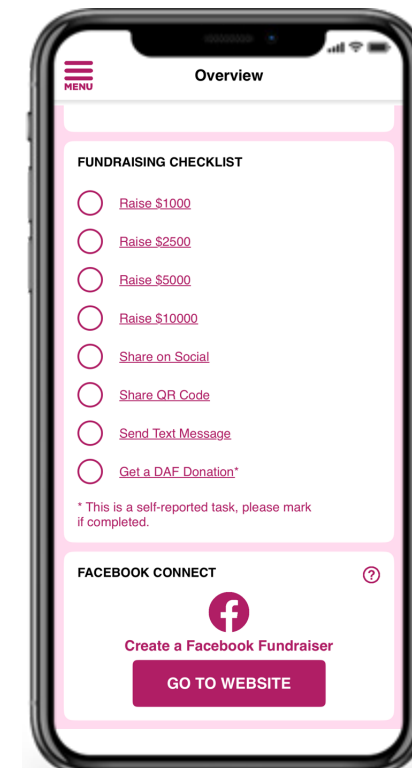 MENU
Overview
FUNDRAISING CHECKLIST
Raise $1000
Raise $2500
Raise $5000
Raise $10000
Share on Social
Share QR Code
Send Text Message
Get a DAF Donation*
* This is a self-reported task, please mark
if completed.
FACEBOOK CONNECT
?
Create a Facebook Fundraiser
GO TO WEBSITE